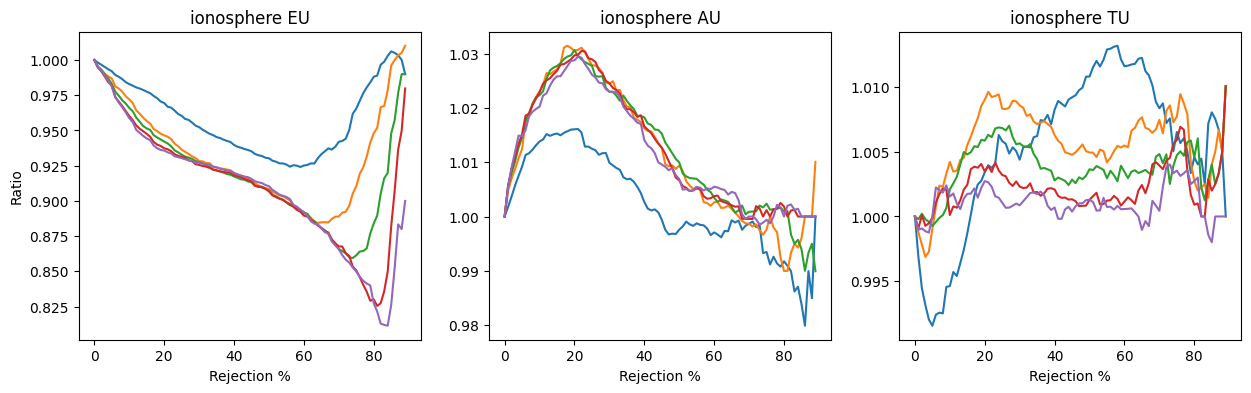 ionosphere EU
Ratio
1.000
0.975
0.950
0.925
0.900
0.875
0.850
0.825
0 20 40 60 80
Rejection %
ionosphere AU
1.03
1.02
1.01
1.00
0.99
0.98
0 20 40 60 80
Rejection %
ionosphere TU
1.010
1.005
1.000
0.995
0 20 40 60 80
Rejection %